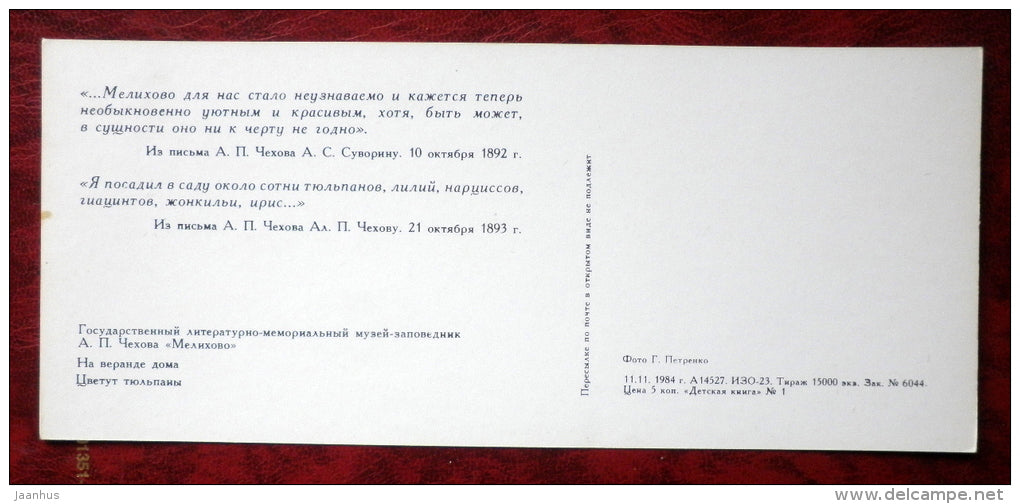 «...Мелихово для нас стало неузнаваемо и кажется теперь
необыкновенно уютным и красивым, хотя, быть может,
в сущности оно ни к черту не годно».
Из письма А. П. Чехова А. С. Суворину. 10 октября 1892 г.
«Я посадил в саду около сотни тюльпанов, лилий, нарциссов,
гиацинтов, жонкильи, ирис...»
Из письма А. П. Чехова Ал. П. Чехову. 21 октября 1893 г.
Государственный литературно-мемориальный музей-заповедник
А. П. Чехова «Мелихово»
На веранде дома
Цветут тюльпаны
Пересылке по почте в открытом виде не подлежит
Фото Г. Петренко
11.11. 1984 г. А14527. ИЗО-23. Тираж 15000 экз. Зак. № 6044.
Цена 5 коп. «Детская книга» № 1
01351
jaanhus
delcampe.net